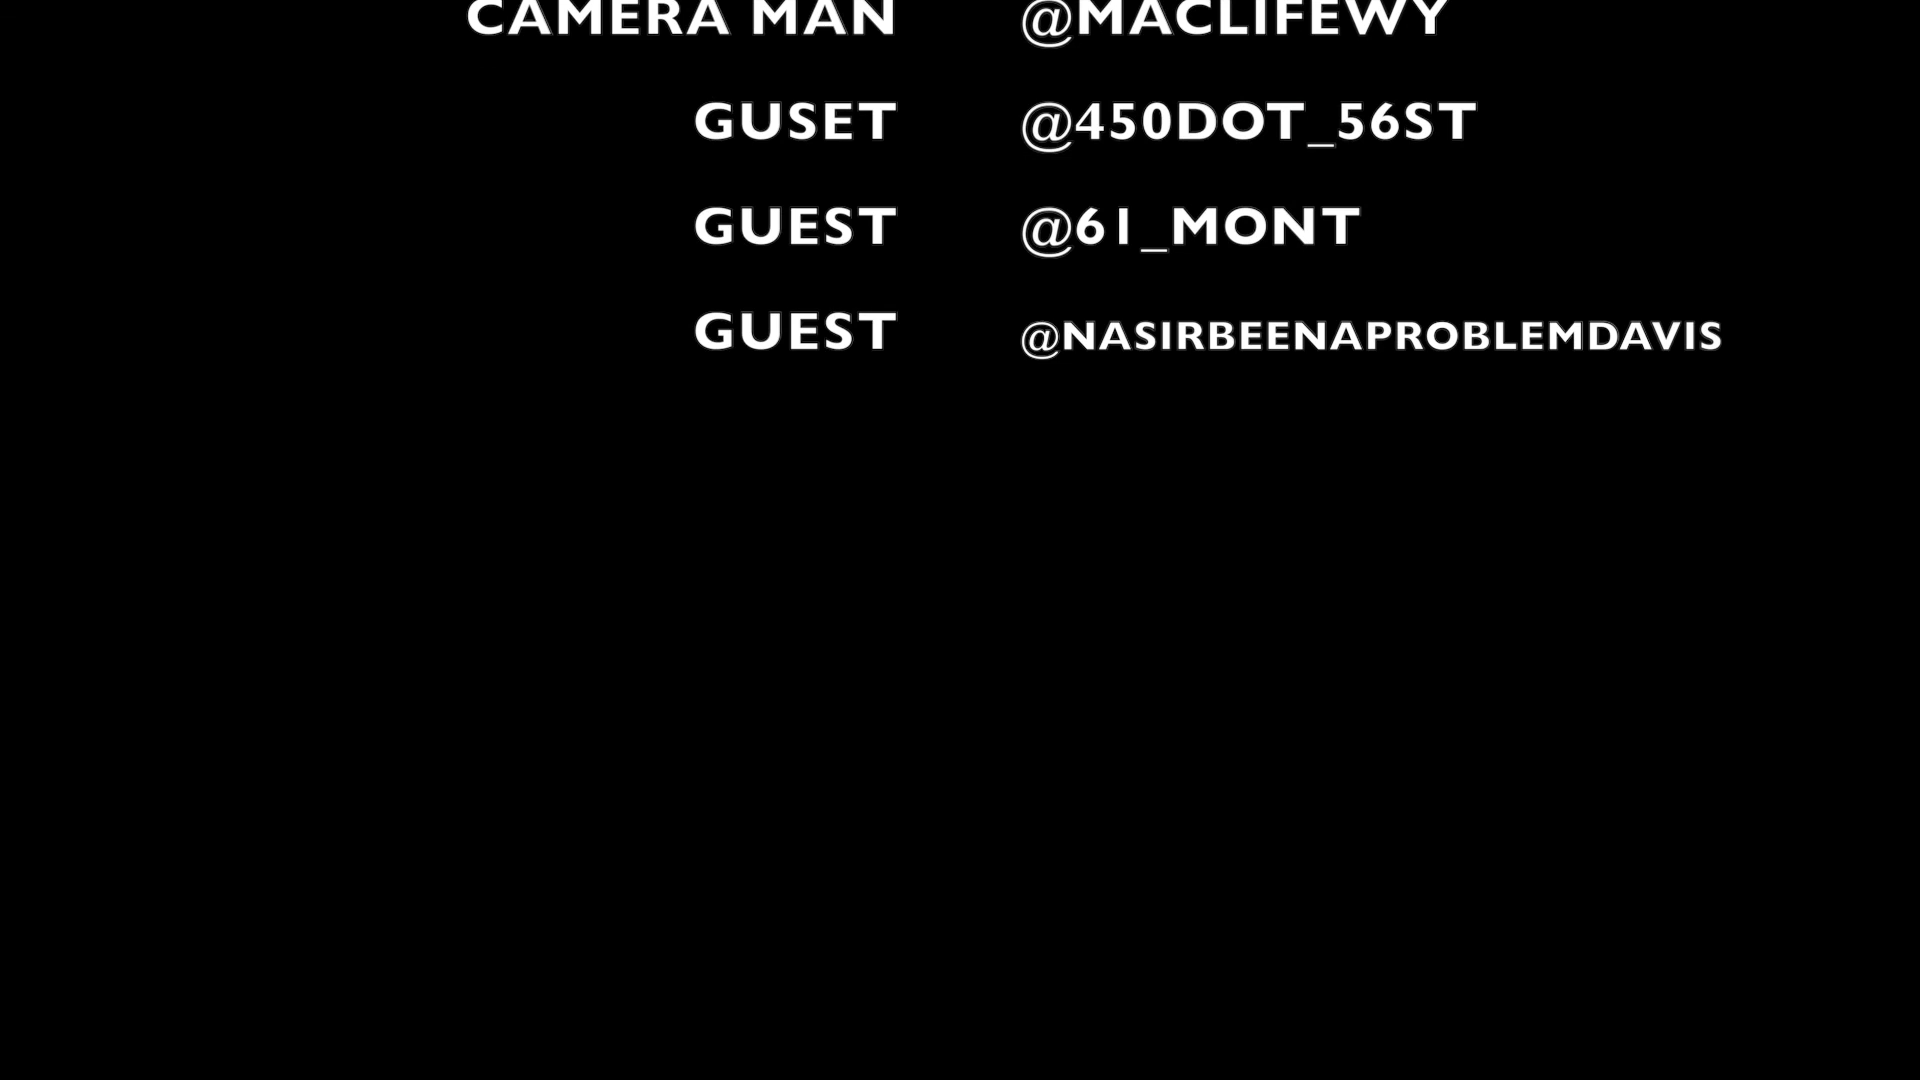 CAMERA MAN @MACLIFEWY
GUSET @450DOT_56ST
GUEST @61_MONT
GUEST @NASIRBEENAPROBLEMDAVIS